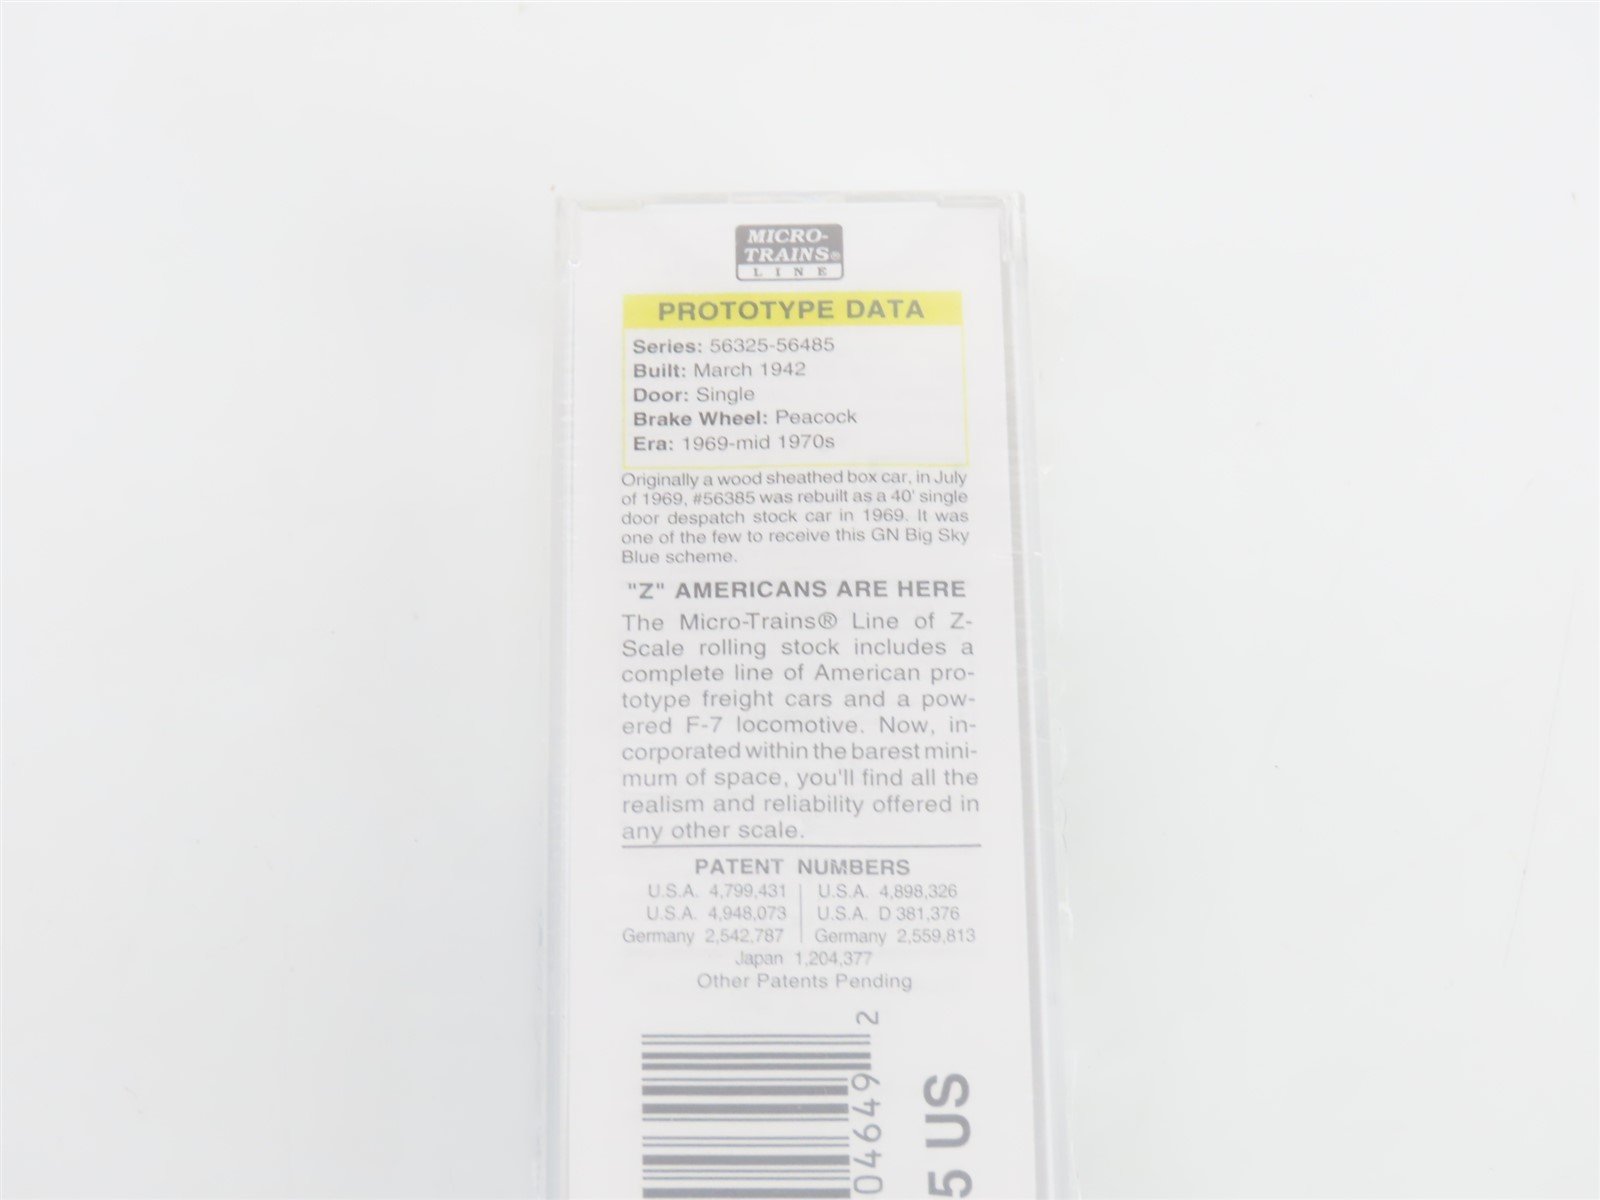 MICRO-
TRAINS®
LINE
PROTOTYPE DATA
Series: 56325-56485
Built: March 1942
Door: Single
Brake Wheel: Peacock
Era: 1969-mid 1970s
Originally a wood sheathed box car, in July
of 1969, #56385 was rebuilt as a 40' single
door despatch stock car in 1969. It was
one of the few to receive this GN Big Sky
Blue scheme.
"Z" AMERICANS ARE HERE
The Micro-Trains® Line of Z-
Scale rolling stock includes a
complete line of American pro-
totype freight cars and a pow-
ered F-7 locomotive. Now, in-
corporated within the barest mini-
mum of space, you'll find all the
realism and reliability offered in
any other scale.
PATENT NUMBERS
U.S.A. 4,799,431 | U.S.A. 4,898,326
U.S.A. 4,948,073 | U.S.A. D 381,376
Germany 2,542,787 | Germany 2,559,813
Japan 1,204,377
Other Patents Pending
04649 2
5 US